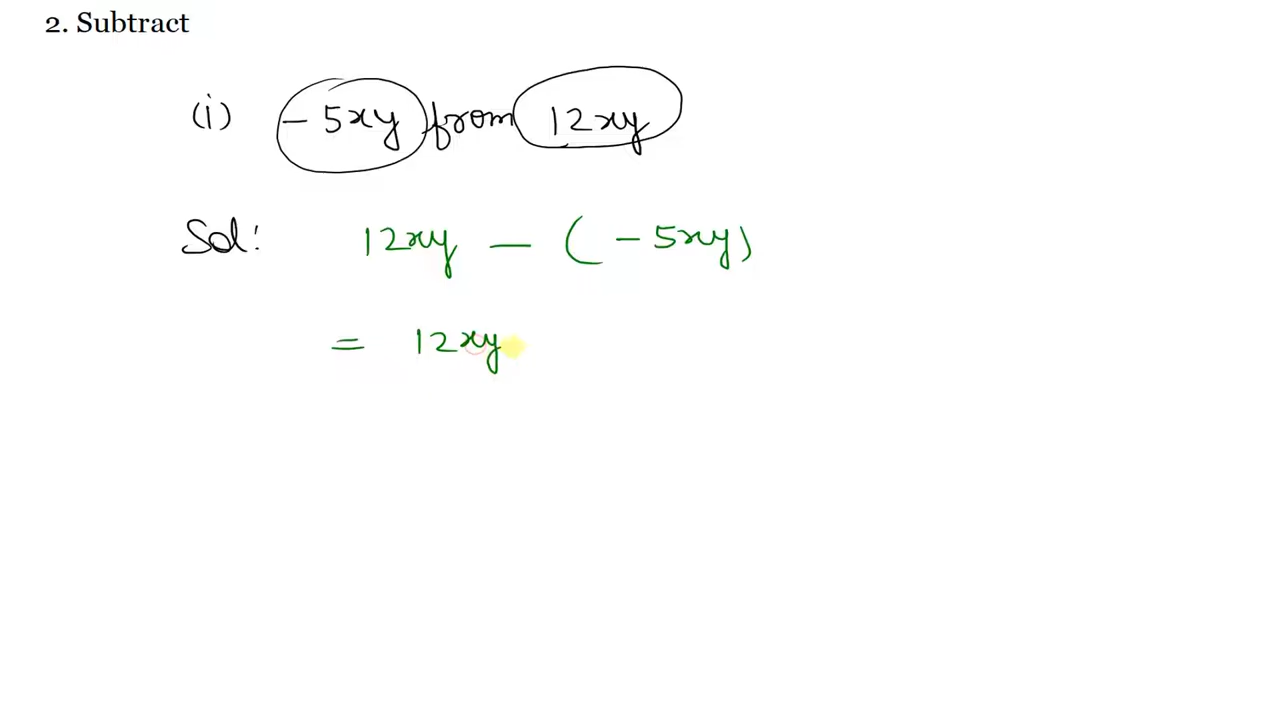 2. Subtract
(i) - 5xy from 12xy
Sol: 12xy - ( - 5xy)
= 12xy